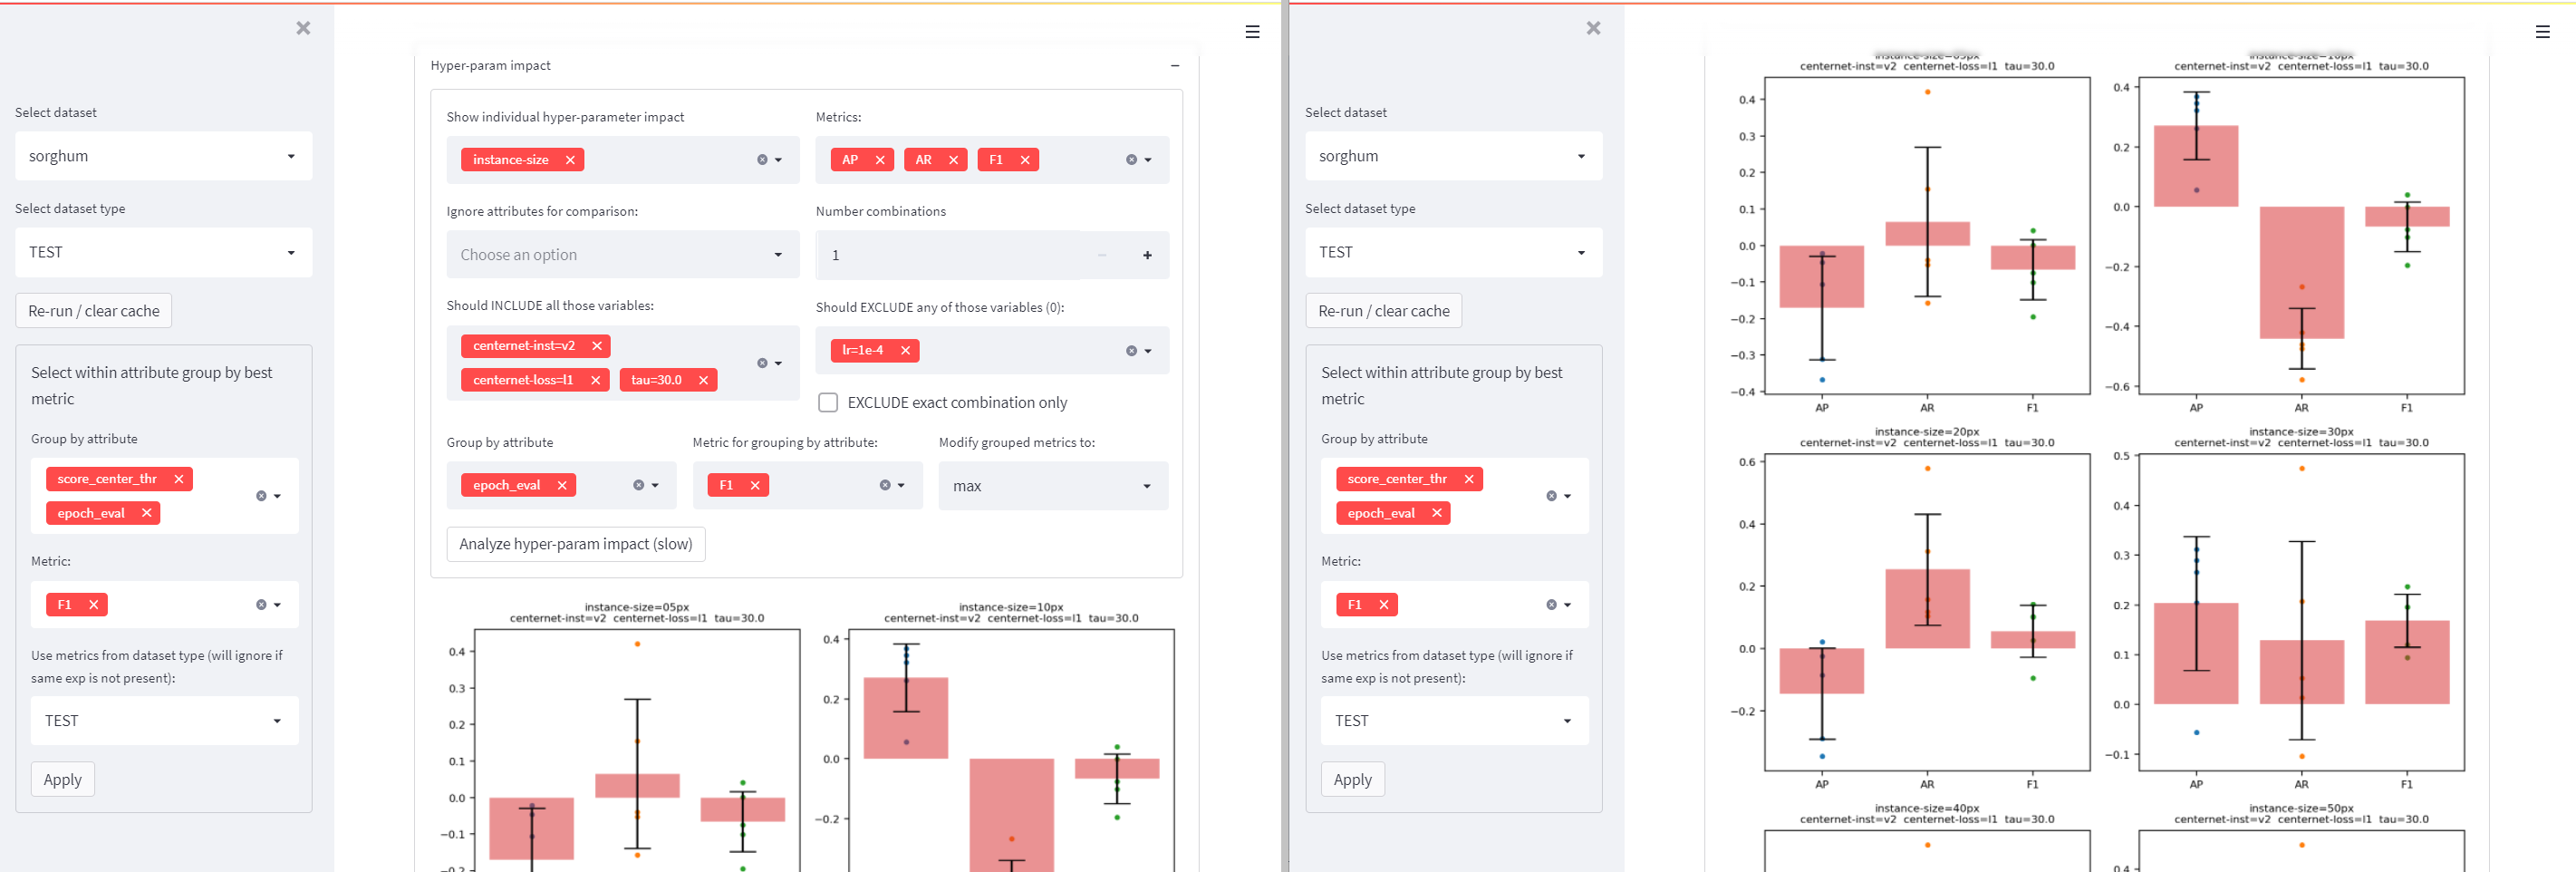 Select dataset
sorghum
Select dataset type
TEST
Re-run / clear cache
Select within attribute group by best
metric
Group by attribute
score_center_thr
epoch_eval
Metric:
F1
Use metrics from dataset type (will ignore if
same exp is not present):
TEST
Apply
Hyper-param impact
Show individual hyper-parameter impact
instance-size
Metrics:
AP AR F1
Ignore attributes for comparison:
Choose an option
Number combinations
1
Should INCLUDE all those variables:
centernet-inst=v2
centernet-loss=l1 tau=30.0
Should EXCLUDE any of those variables (0):
lr=1e-4
EXCLUDE exact combination only
Group by attribute
epoch_eval
Metric for grouping by attribute:
F1
Modify grouped metrics to:
max
Analyze hyper-param impact (slow)
instance-size=05px
centernet-inst=v2 centernet-loss=l1 tau=30.0
0.4
0.3
0.2
0.1
0.0
−0.1
instance-size=10px
centernet-inst=v2 centernet-loss=l1 tau=30.0
0.4
0.2
0.0
−0.2
Select dataset
sorghum
Select dataset type
TEST
Re-run / clear cache
Select within attribute group by best
metric
Group by attribute
score_center_thr
epoch_eval
Metric:
F1
Use metrics from dataset type (will ignore if
same exp is not present):
TEST
Apply
centernet-inst=v2 centernet-loss=l1 tau=30.0
0.4
0.3
0.2
0.1
0.0
−0.1
−0.2
−0.3
−0.4
AP AR F1
centernet-inst=v2 centernet-loss=l1 tau=30.0
0.4
0.2
0.0
−0.2
−0.4
−0.6
AP AR F1
instance-size=20px
centernet-inst=v2 centernet-loss=l1 tau=30.0
0.6
0.4
0.2
0.0
−0.2
AP AR F1
instance-size=30px
centernet-inst=v2 centernet-loss=l1 tau=30.0
0.5
0.4
0.3
0.2
0.1
0.0
−0.1
AP AR F1
instance-size=40px
centernet-inst=v2 centernet-loss=l1 tau=30.0
instance-size=50px
centernet-inst=v2 centernet-loss=l1 tau=30.0
0.4